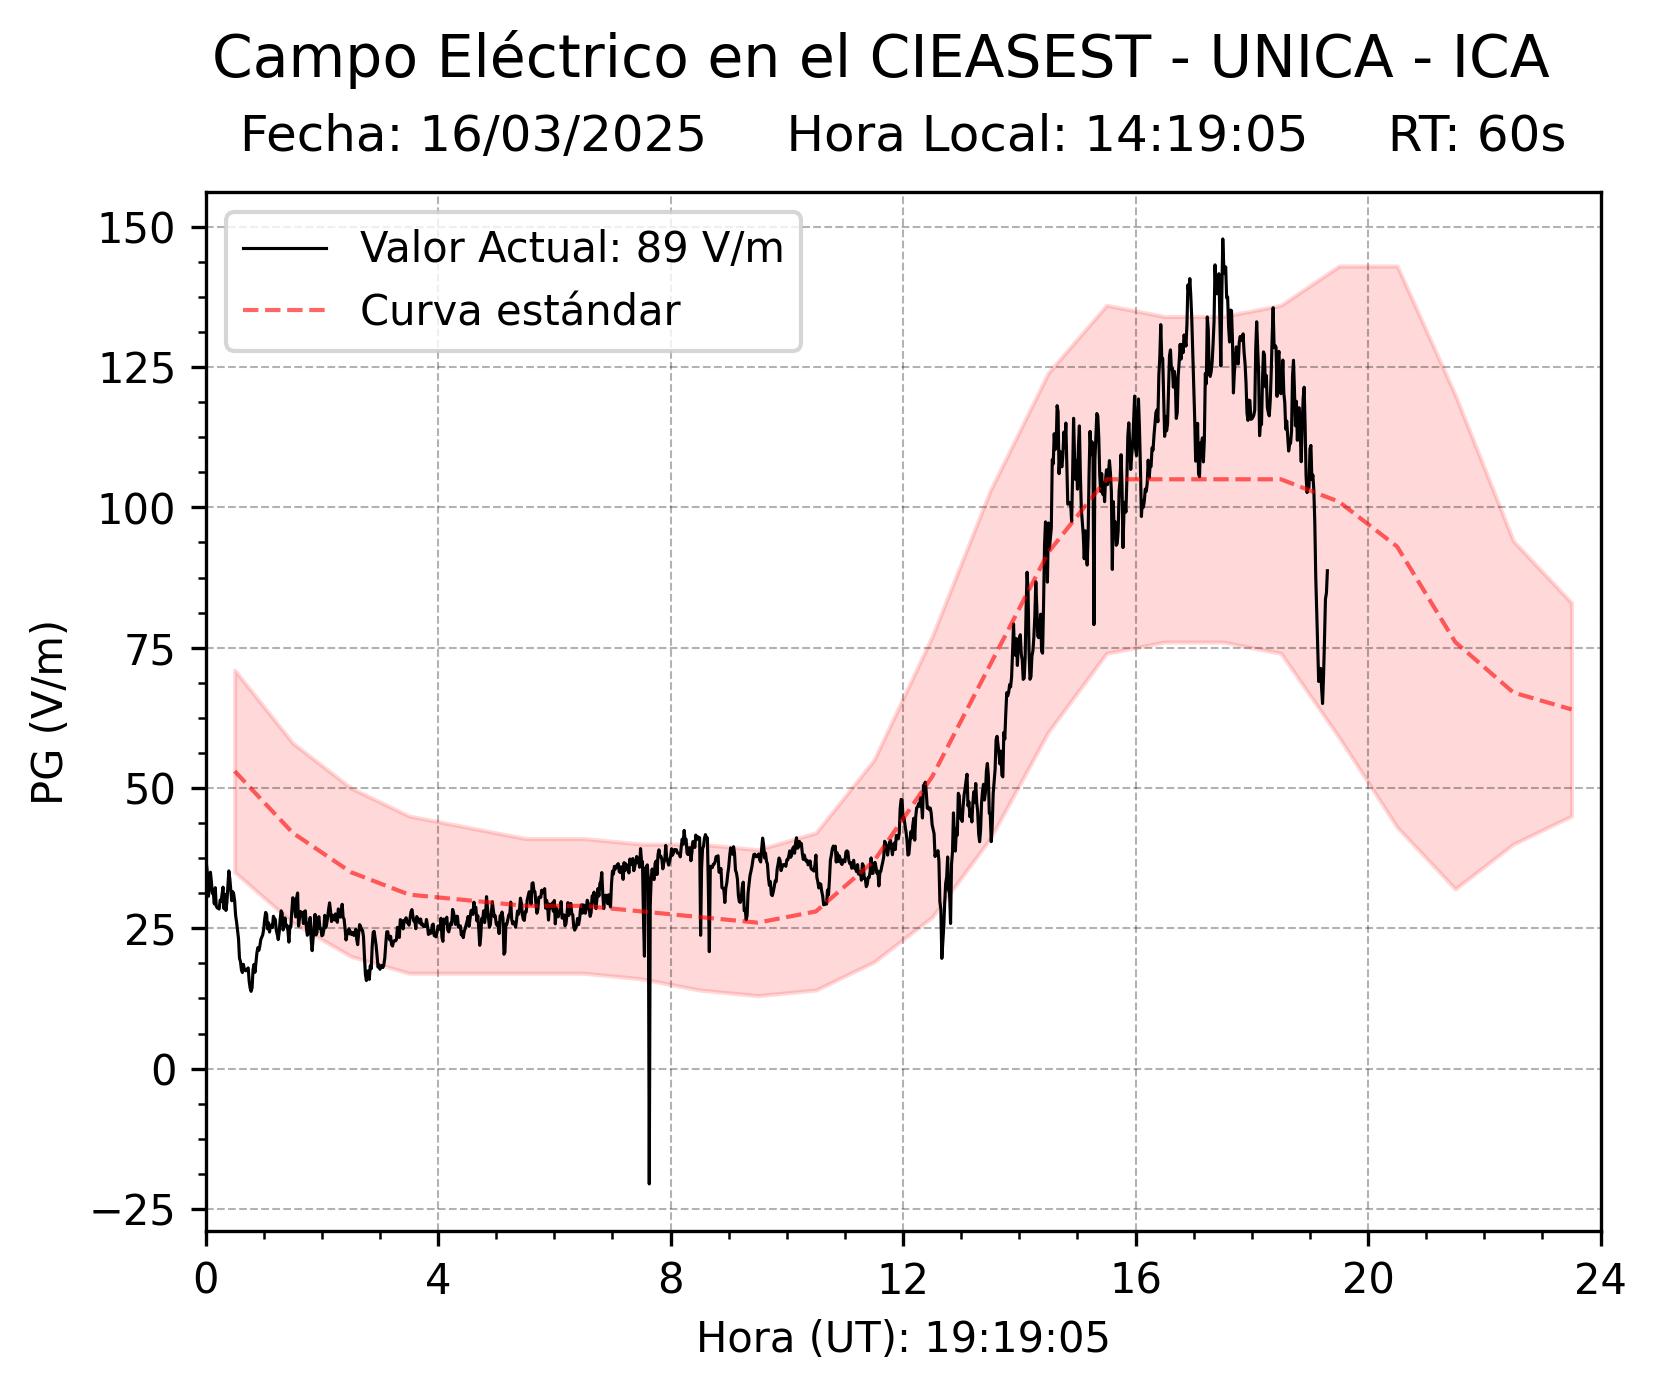 Campo Eléctrico en el CIEASEST - UNICA - ICA
Fecha: 16/03/2025 Hora Local: 14:19:05 RT: 60s
Valor Actual: 89 V/m
Curva estándar
150
125
100
75
50
25
0
−25
PG (V/m)
0 4 8 12 16 20 24
Hora (UT): 19:19:05